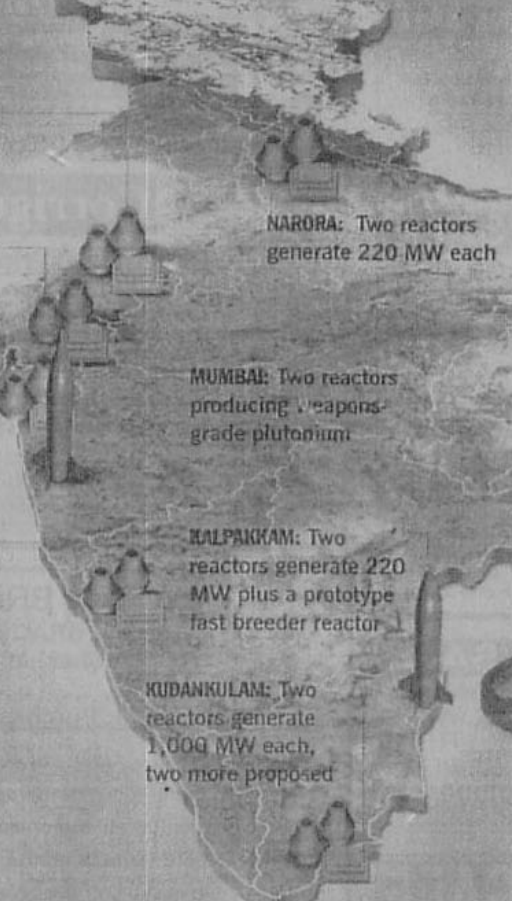 NARORA: Two reactors
generate 220 MW each
MUMBAI: Two reactors
producing weapons-
grade plutonium
KALPAKKAM: Two
reactors generate 220
MW plus a prototype
fast breeder reactor
KUDANKULAM: Two
reactors generate
1,000 MW each,
two more proposed